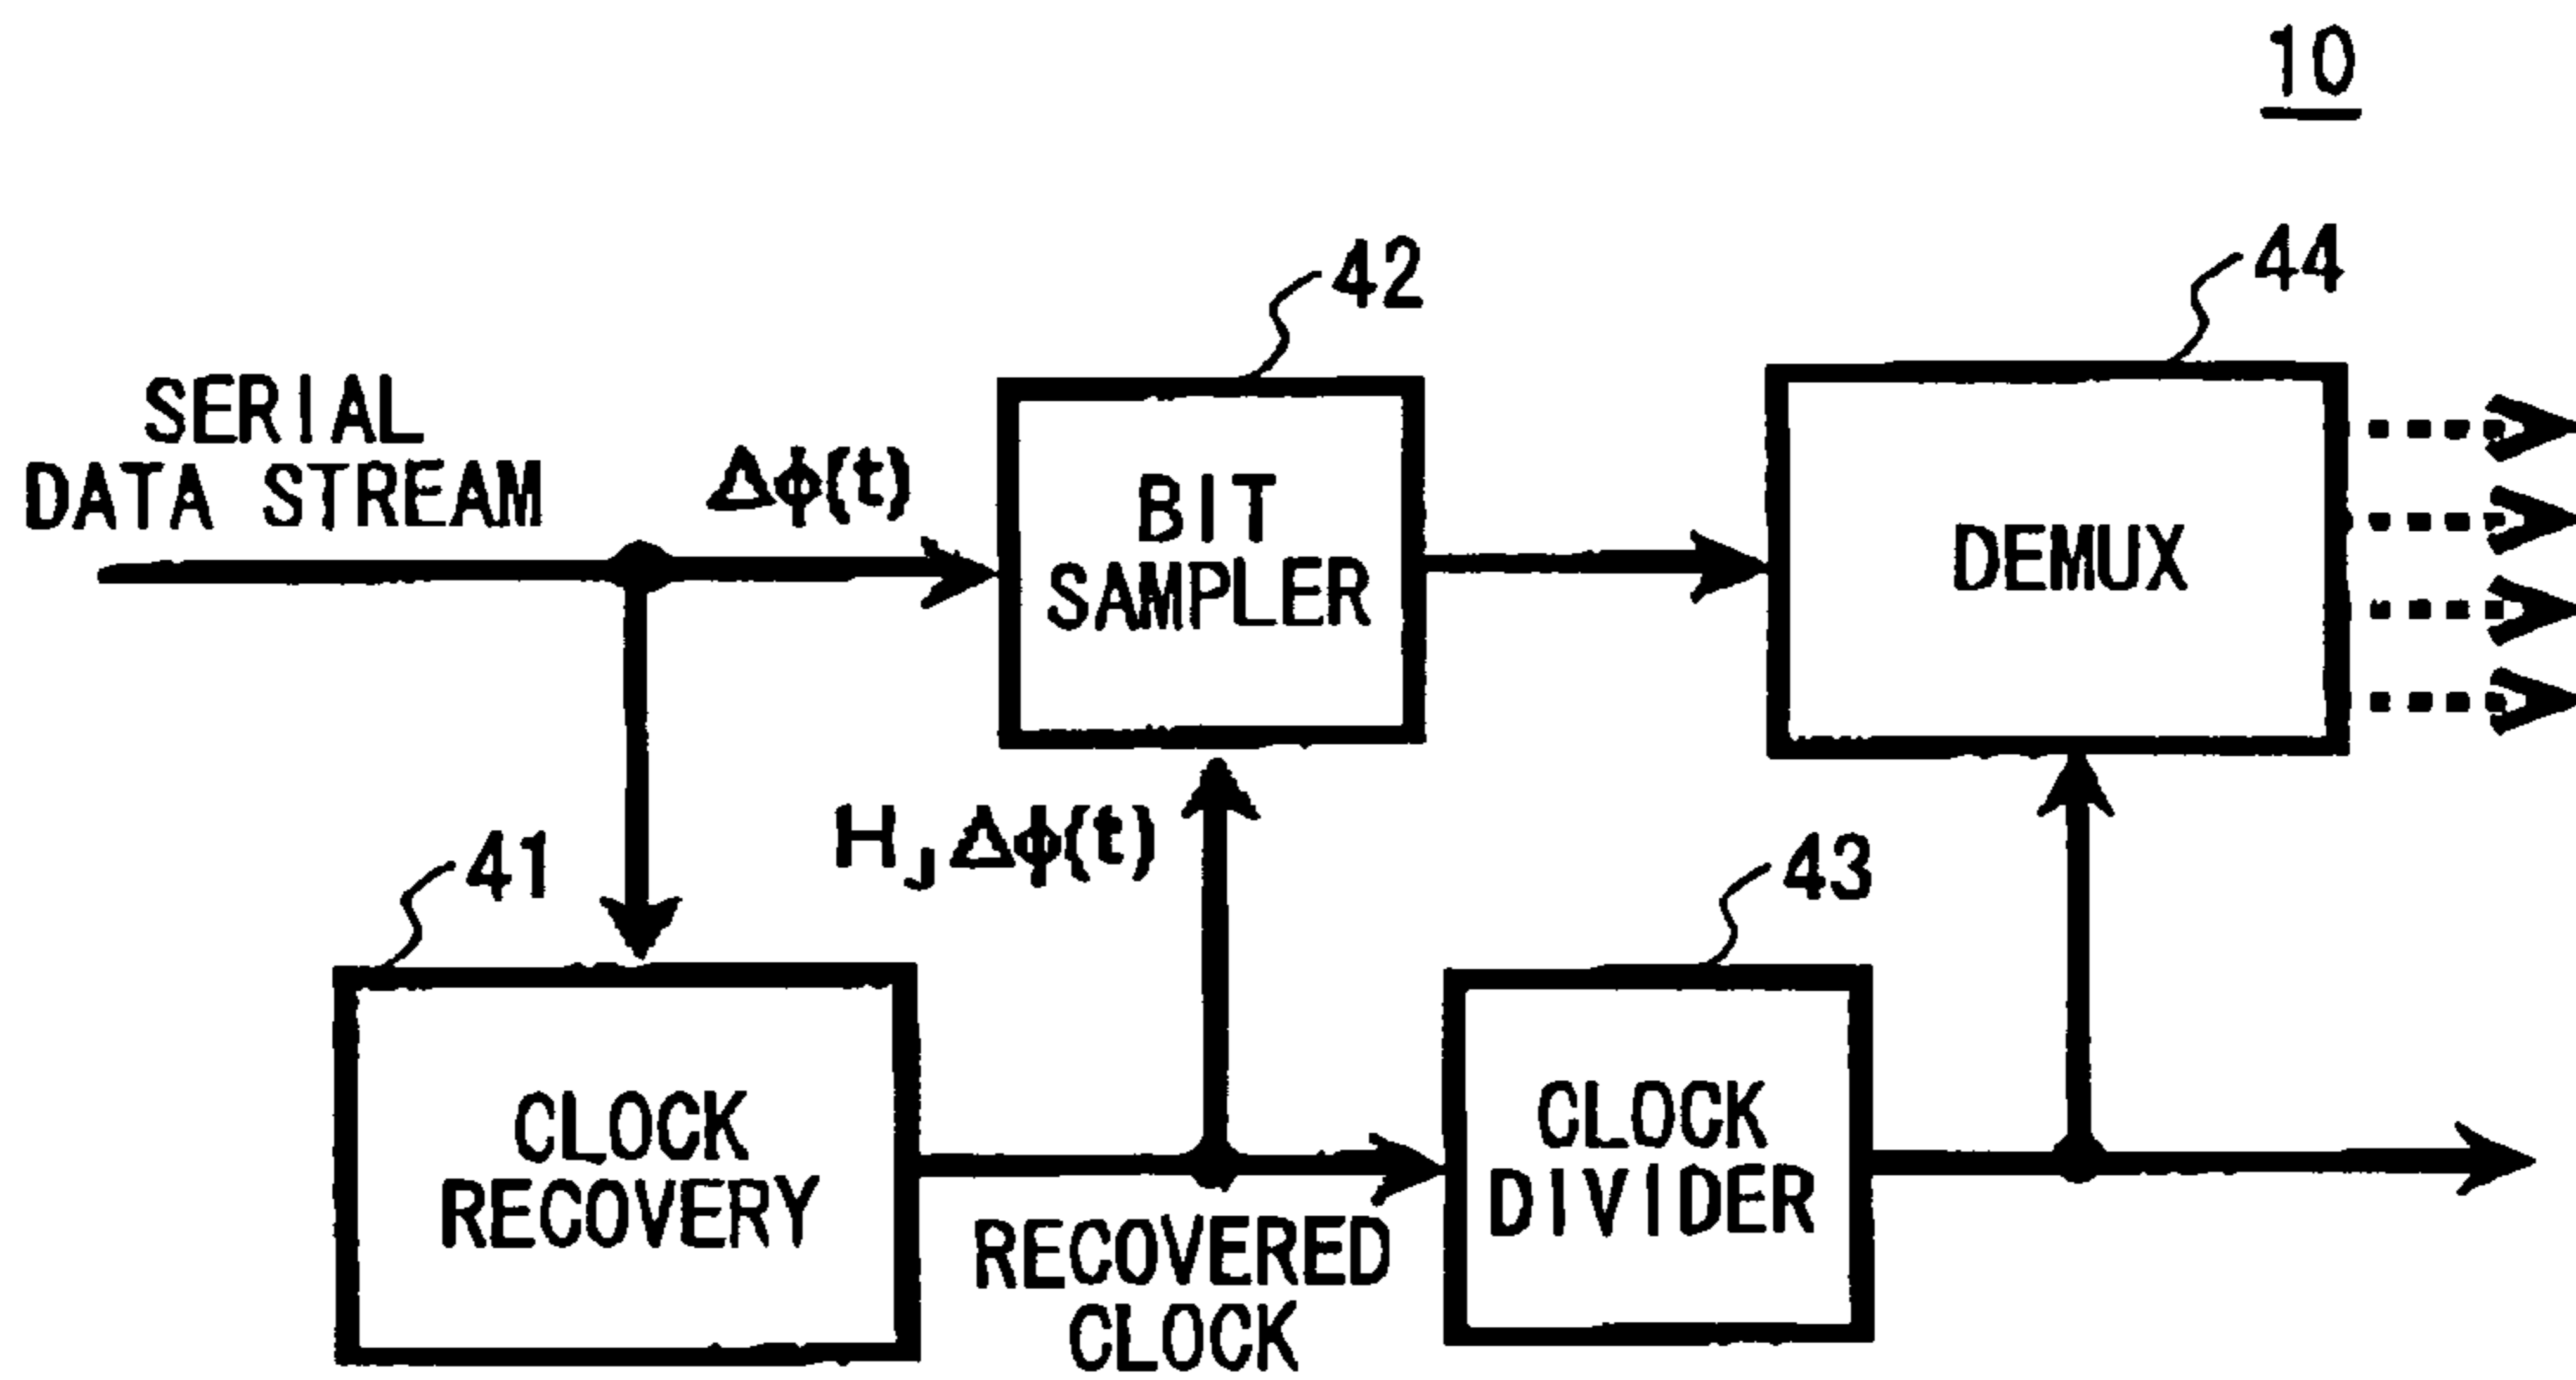 10
42
44
SERIAL
DATA STREAM
Δϕ(t)
BIT
SAMPLER
DEMUX
41
H_J Δϕ(t)
43
CLOCK
RECOVERY
RECOVERED
CLOCK
CLOCK
DIVIDER